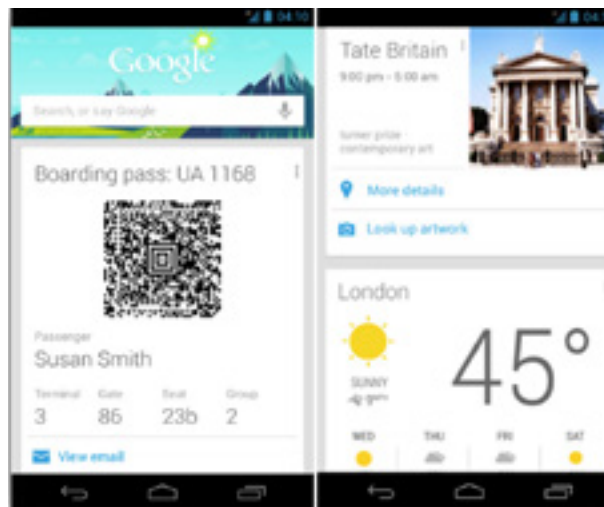 04:10
Google
Search, or say Google
Boarding pass: UA 1168
Passenger
Susan Smith
Terminal Gate Seat Group
3 86 23b 2
View email
04:1
Tate Britain
9:00 pm - 5:00 am
turner prize -
contemporary art
More details
Look up artwork
London
45°
SUNNY
WED THU FRI SAT